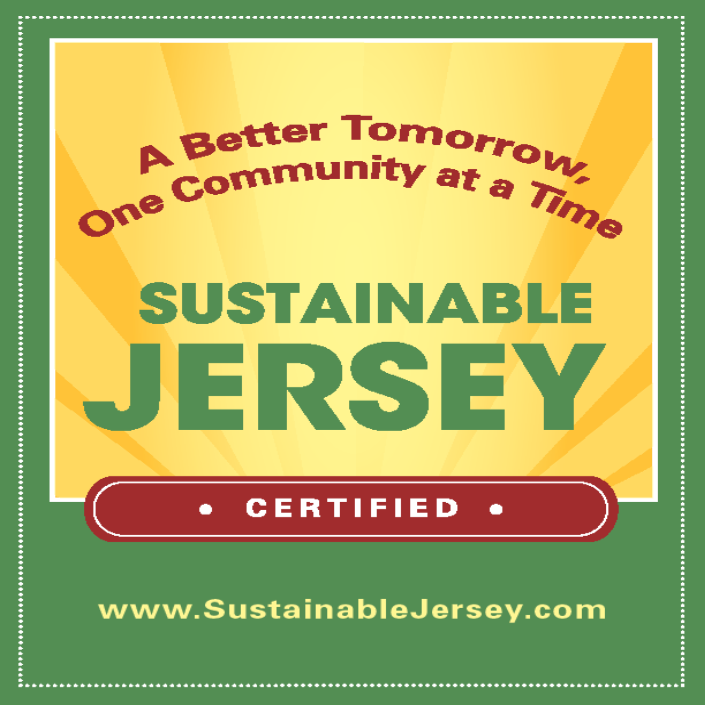 A Better Tomorrow,
One Community at a Time
SUSTAINABLE
JERSEY
• CERTIFIED •
www.SustainableJersey.com